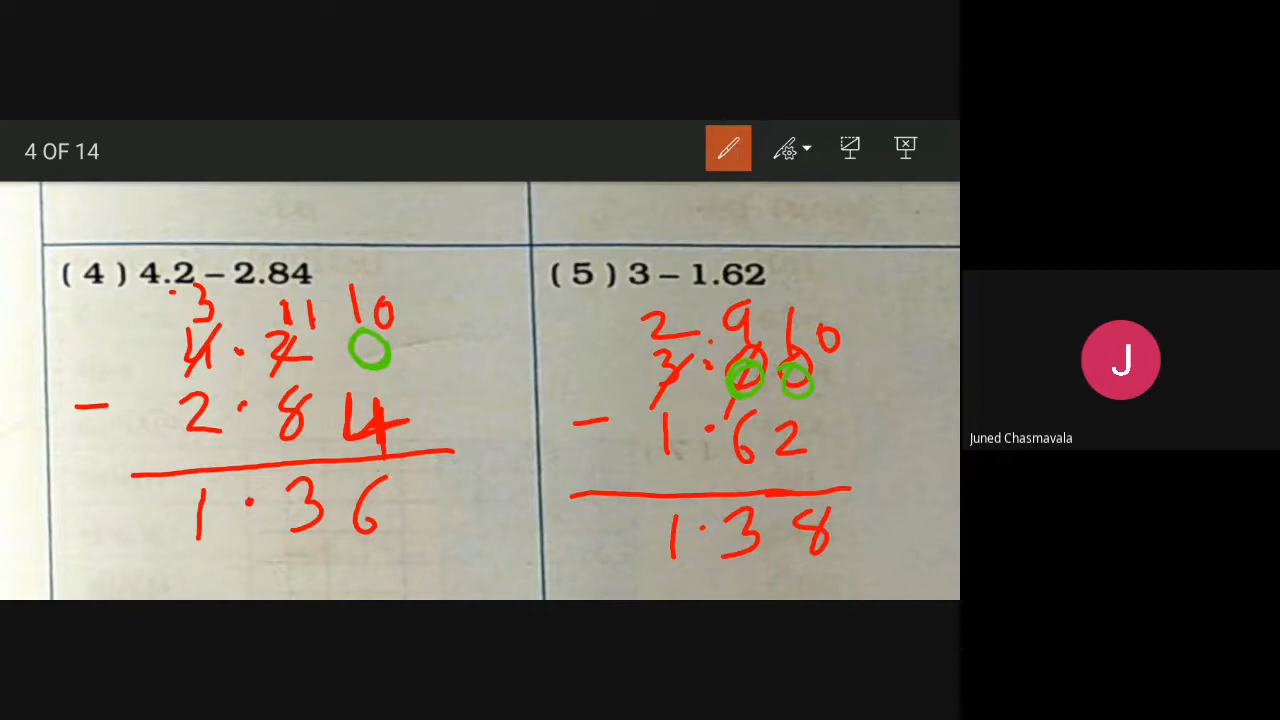 4 OF 14
( 4 ) 4.2 – 2.84
3 11 10
4 . 2 0
– 2 . 8 4
1 . 3 6
( 5 ) 3 – 1.62
2 . 9 10
3 . 0 0
– 1 . 6 2
1 . 3 8
J
Juned Chasmavala